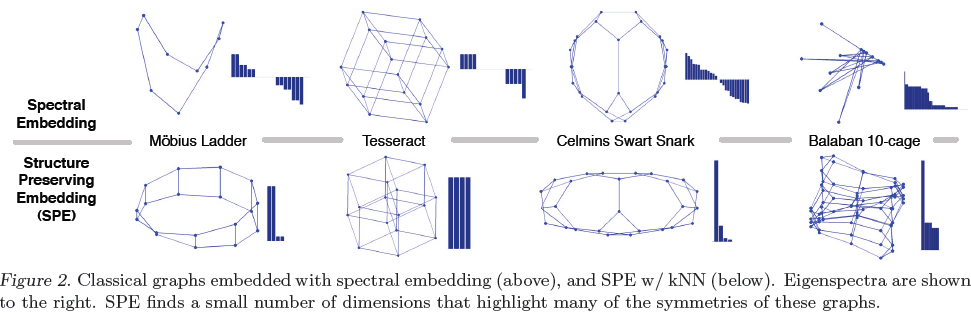 Spectral
Embedding
Möbius Ladder
Tesseract
Celmins Swart Snark
Balaban 10-cage
Structure
Preserving
Embedding
(SPE)
Figure 2. Classical graphs embedded with spectral embedding (above), and SPE w/ kNN (below). Eigenspectra are shown
to the right. SPE finds a small number of dimensions that highlight many of the symmetries of these graphs.